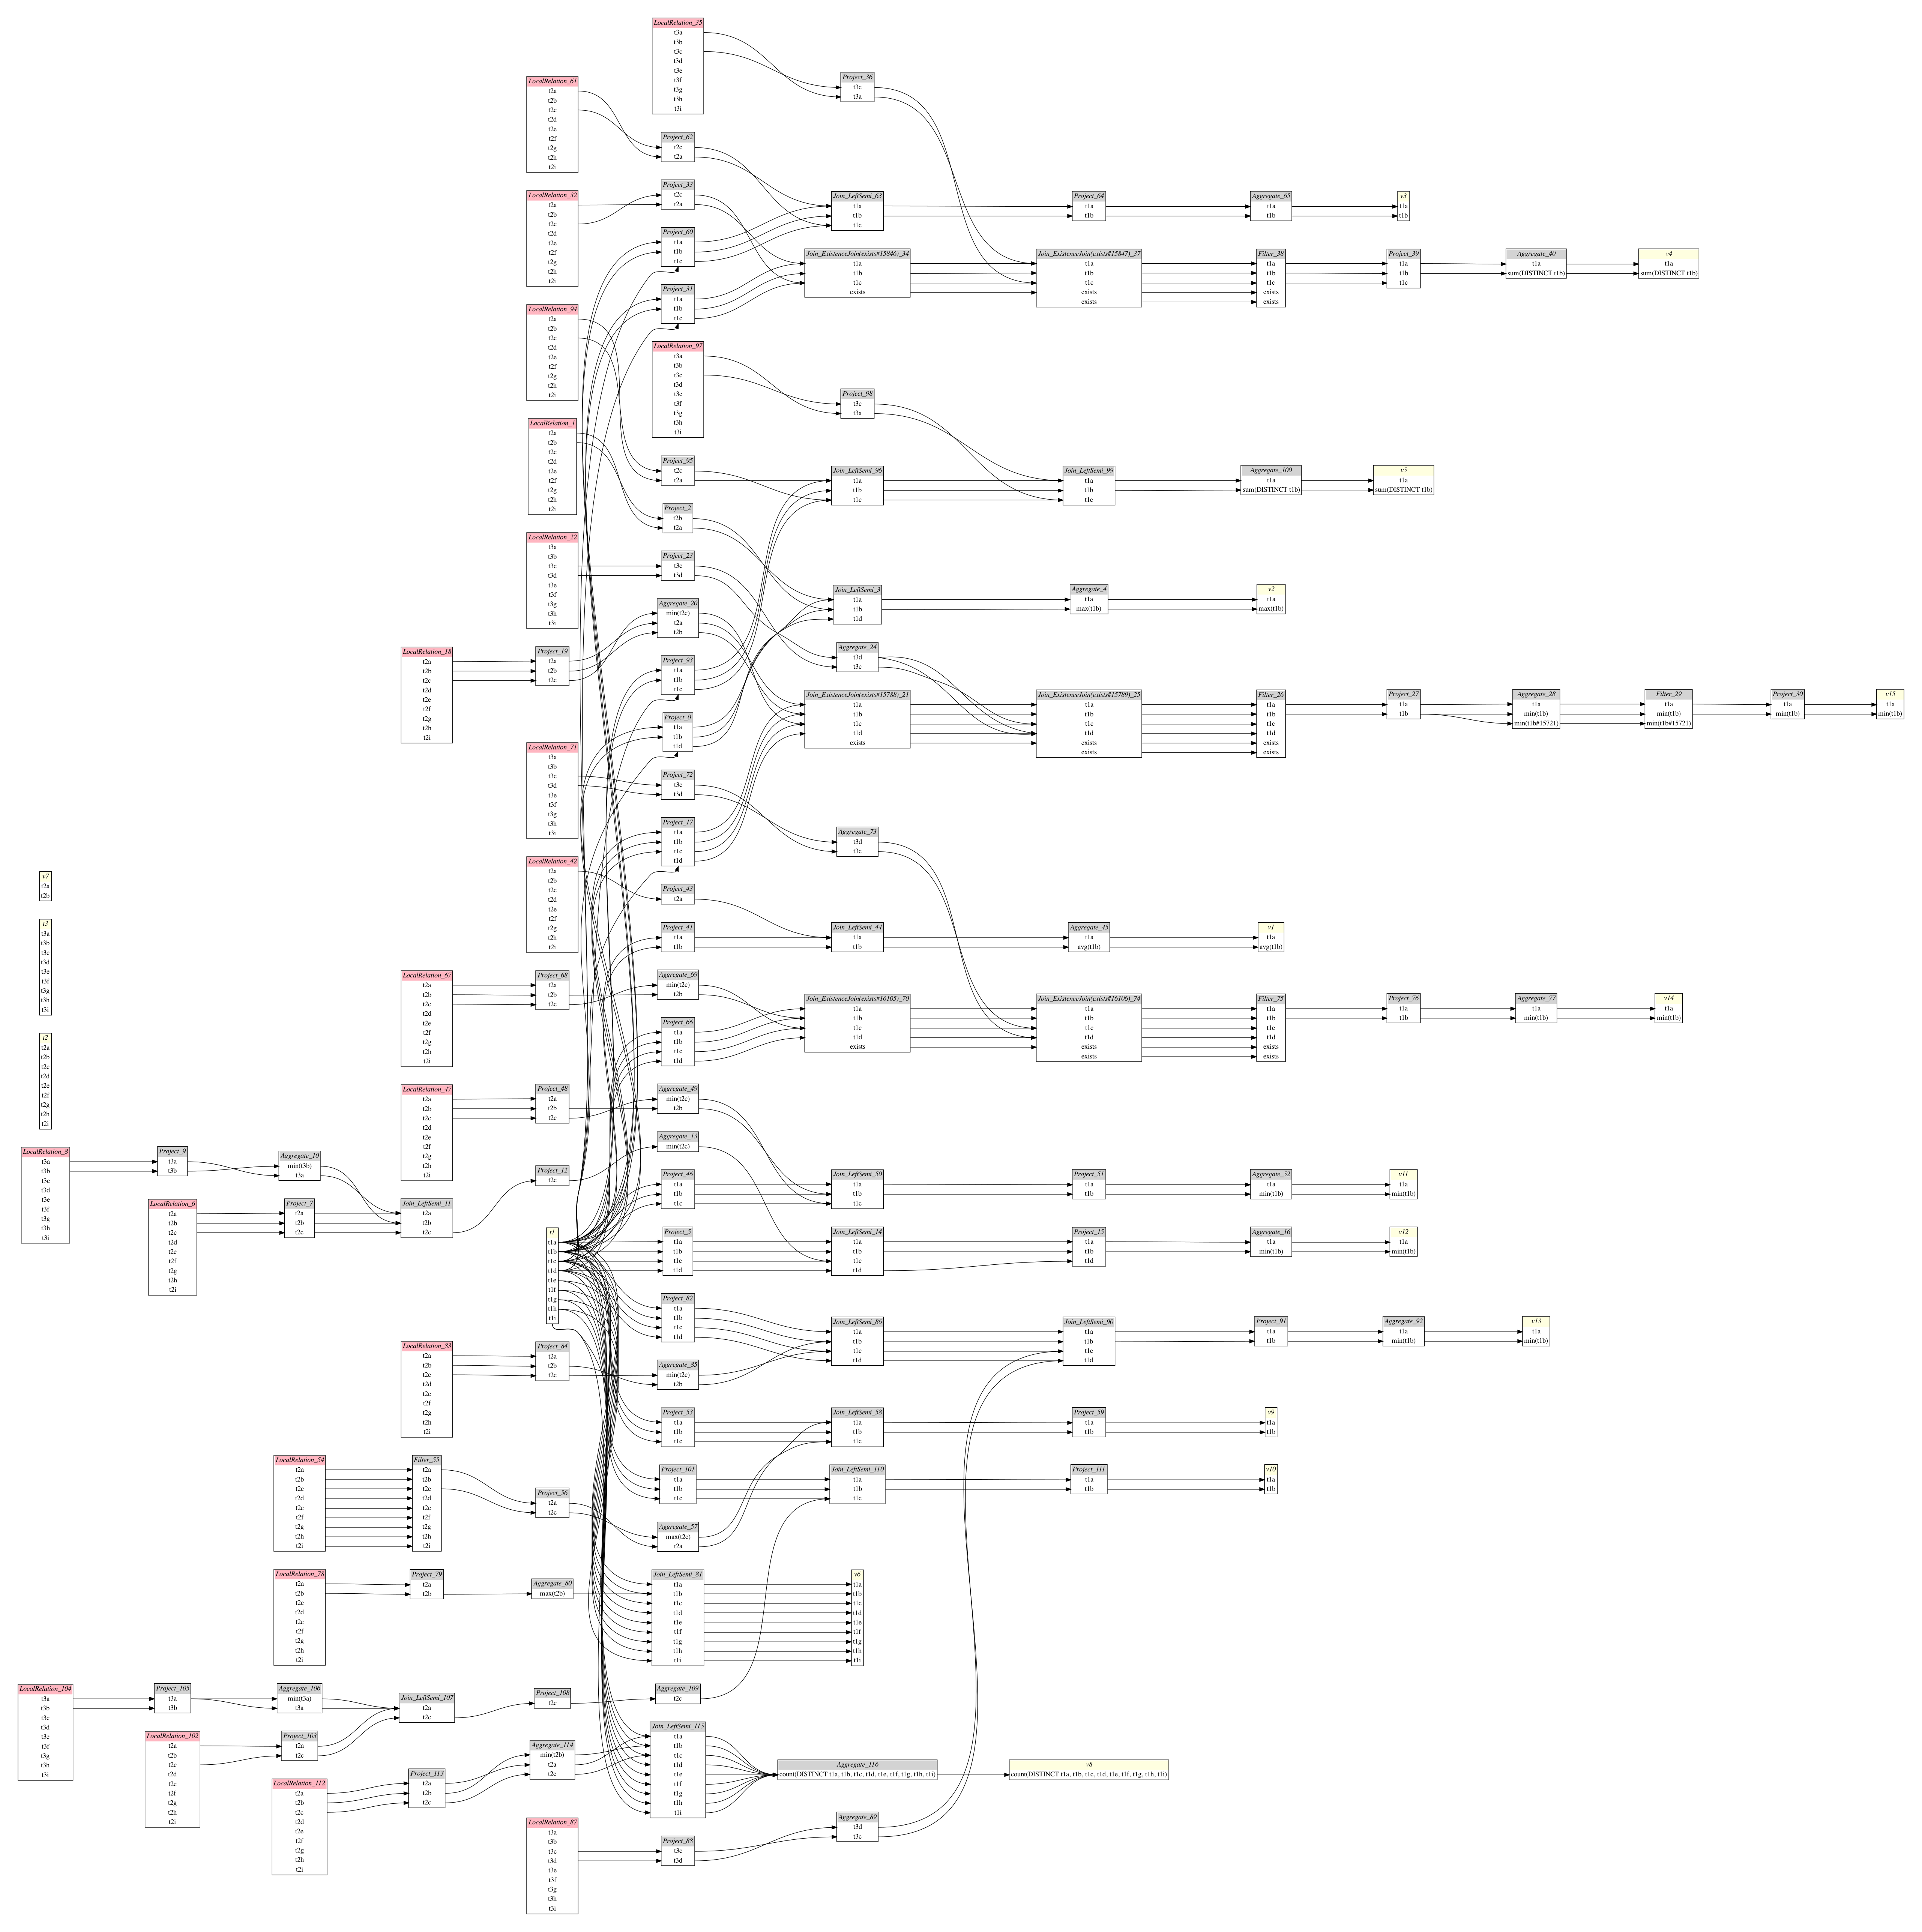 LocalRelation_35
t3a
t3b
t3c
t3d
t3e
t3f
t3g
t3h
t3i
Project_36
t3c
t3a
LocalRelation_61
t2a
t2b
t2c
t2d
t2e
t2f
t2g
t2h
t2i
Project_62
t2c
t2a
LocalRelation_32
t2a
t2b
t2c
t2d
t2e
t2f
t2g
t2h
t2i
Project_33
t2c
t2a
Project_60
t1a
t1b
t1c
Join_LeftSemi_63
t1a
t1b
t1c
Project_64
t1a
t1b
Aggregate_65
t1a
t1b
v3
t1a
t1b
Project_31
t1a
t1b
t1c
Join_ExistenceJoin(exists#15846)_34
t1a
t1b
t1c
exists
Join_ExistenceJoin(exists#15847)_37
t1a
t1b
t1c
exists
exists
Filter_38
t1a
t1b
t1c
exists
exists
Project_39
t1a
t1b
t1c
Aggregate_40
t1a
sum(DISTINCT t1b)
v4
t1a
sum(DISTINCT t1b)
LocalRelation_94
t2a
t2b
t2c
t2d
t2e
t2f
t2g
t2h
t2i
LocalRelation_97
t3a
t3b
t3c
t3d
t3e
t3f
t3g
t3h
t3i
Project_98
t3c
t3a
LocalRelation_1
t2a
t2b
t2c
t2d
t2e
t2f
t2g
t2h
t2i
Project_95
t2c
t2a
Join_LeftSemi_96
t1a
t1b
t1c
Join_LeftSemi_99
t1a
t1b
t1c
Aggregate_100
t1a
sum(DISTINCT t1b)
v5
t1a
sum(DISTINCT t1b)
Project_2
t2b
t2a
LocalRelation_22
t3a
t3b
t3c
t3d
t3e
t3f
t3g
t3h
t3i
Project_23
t3c
t3d
Join_LeftSemi_3
t1a
t1b
t1d
Aggregate_4
t1a
max(t1b)
v2
t1a
max(t1b)
Aggregate_20
min(t2c)
t2a
t2b
LocalRelation_18
t2a
t2b
t2c
t2d
t2e
t2f
t2g
t2h
t2i
Project_19
t2a
t2b
t2c
Project_93
t1a
t1b
t1c
Aggregate_24
t3d
t3c
Join_ExistenceJoin(exists#15788)_21
t1a
t1b
t1c
t1d
exists
Join_ExistenceJoin(exists#15789)_25
t1a
t1b
t1c
t1d
exists
exists
Filter_26
t1a
t1b
t1c
t1d
exists
exists
Project_27
t1a
t1b
Aggregate_28
t1a
min(t1b)
min(t1b#15721)
Filter_29
t1a
min(t1b)
min(t1b#15721)
Project_30
t1a
min(t1b)
v15
t1a
min(t1b)
Project_0
t1a
t1b
t1d
LocalRelation_71
t3a
t3b
t3c
t3d
t3e
t3f
t3g
t3h
t3i
Project_72
t3c
t3d
Project_17
t1a
t1b
t1c
t1d
Aggregate_73
t3d
t3c
LocalRelation_42
t2a
t2b
t2c
t2d
t2e
t2f
t2g
t2h
t2i
Project_43
t2a
Project_41
t1a
t1b
Join_LeftSemi_44
t1a
t1b
Aggregate_45
t1a
avg(t1b)
v1
t1a
avg(t1b)
v7
t2a
t2b
t3
t3a
t3b
t3c
t3d
t3e
t3f
t3g
t3h
t3i
t2
t2a
t2b
t2c
t2d
t2e
t2f
t2g
t2h
t2i
LocalRelation_67
t2a
t2b
t2c
t2d
t2e
t2f
t2g
t2h
t2i
Project_68
t2a
t2b
t2c
Aggregate_69
min(t2c)
t2b
Project_66
t1a
t1b
t1c
t1d
Join_ExistenceJoin(exists#16105)_70
t1a
t1b
t1c
t1d
exists
Join_ExistenceJoin(exists#16106)_74
t1a
t1b
t1c
t1d
exists
exists
Filter_75
t1a
t1b
t1c
t1d
exists
exists
Project_76
t1a
t1b
Aggregate_77
t1a
min(t1b)
v14
t1a
min(t1b)
LocalRelation_47
t2a
t2b
t2c
t2d
t2e
t2f
t2g
t2h
t2i
Project_48
t2a
t2b
t2c
Aggregate_49
min(t2c)
t2b
Aggregate_13
min(t2c)
LocalRelation_8
t3a
t3b
t3c
t3d
t3e
t3f
t3g
t3h
t3i
Project_9
t3a
t3b
Aggregate_10
min(t3b)
t3a
Project_12
t2c
LocalRelation_6
t2a
t2b
t2c
t2d
t2e
t2f
t2g
t2h
t2i
Project_7
t2a
t2b
t2c
Join_LeftSemi_11
t2a
t2b
t2c
Project_46
t1a
t1b
t1c
Join_LeftSemi_50
t1a
t1b
t1c
Project_51
t1a
t1b
Aggregate_52
t1a
min(t1b)
v11
t1a
min(t1b)
t1
t1a
t1b
t1c
t1d
t1e
t1f
t1g
t1h
t1i
Project_5
t1a
t1b
t1c
t1d
Join_LeftSemi_14
t1a
t1b
t1c
t1d
Project_15
t1a
t1b
t1d
Aggregate_16
t1a
min(t1b)
v12
t1a
min(t1b)
Project_82
t1a
t1b
t1c
t1d
Join_LeftSemi_86
t1a
t1b
t1c
t1d
Join_LeftSemi_90
t1a
t1b
t1c
t1d
Project_91
t1a
t1b
Aggregate_92
t1a
min(t1b)
v13
t1a
min(t1b)
LocalRelation_83
t2a
t2b
t2c
t2d
t2e
t2f
t2g
t2h
t2i
Project_84
t2a
t2b
t2c
Aggregate_85
min(t2c)
t2b
Project_53
t1a
t1b
t1c
Join_LeftSemi_58
t1a
t1b
t1c
Project_59
t1a
t1b
v9
t1a
t1b
LocalRelation_54
t2a
t2b
t2c
t2d
t2e
t2f
t2g
t2h
t2i
Filter_55
t2a
t2b
t2c
t2d
t2e
t2f
t2g
t2h
t2i
Project_56
t2a
t2c
Project_101
t1a
t1b
t1c
Join_LeftSemi_110
t1a
t1b
t1c
Project_111
t1a
t1b
v10
t1a
t1b
Aggregate_57
max(t2c)
t2a
LocalRelation_78
t2a
t2b
t2c
t2d
t2e
t2f
t2g
t2h
t2i
Project_79
t2a
t2b
Aggregate_80
max(t2b)
Join_LeftSemi_81
t1a
t1b
t1c
t1d
t1e
t1f
t1g
t1h
t1i
v6
t1a
t1b
t1c
t1d
t1e
t1f
t1g
t1h
t1i
LocalRelation_104
t3a
t3b
t3c
t3d
t3e
t3f
t3g
t3h
t3i
Project_105
t3a
t3b
Aggregate_106
min(t3a)
t3a
Join_LeftSemi_107
t2a
t2c
Project_108
t2c
Aggregate_109
t2c
LocalRelation_102
t2a
t2b
t2c
t2d
t2e
t2f
t2g
t2h
t2i
Project_103
t2a
t2c
LocalRelation_112
t2a
t2b
t2c
t2d
t2e
t2f
t2g
t2h
t2i
Project_113
t2a
t2b
t2c
Aggregate_114
min(t2b)
t2a
t2c
Join_LeftSemi_115
t1a
t1b
t1c
t1d
t1e
t1f
t1g
t1h
t1i
Aggregate_116
count(DISTINCT t1a, t1b, t1c, t1d, t1e, t1f, t1g, t1h, t1i)
v8
count(DISTINCT t1a, t1b, t1c, t1d, t1e, t1f, t1g, t1h, t1i)
LocalRelation_87
t3a
t3b
t3c
t3d
t3e
t3f
t3g
t3h
t3i
Project_88
t3c
t3d
Aggregate_89
t3d
t3c